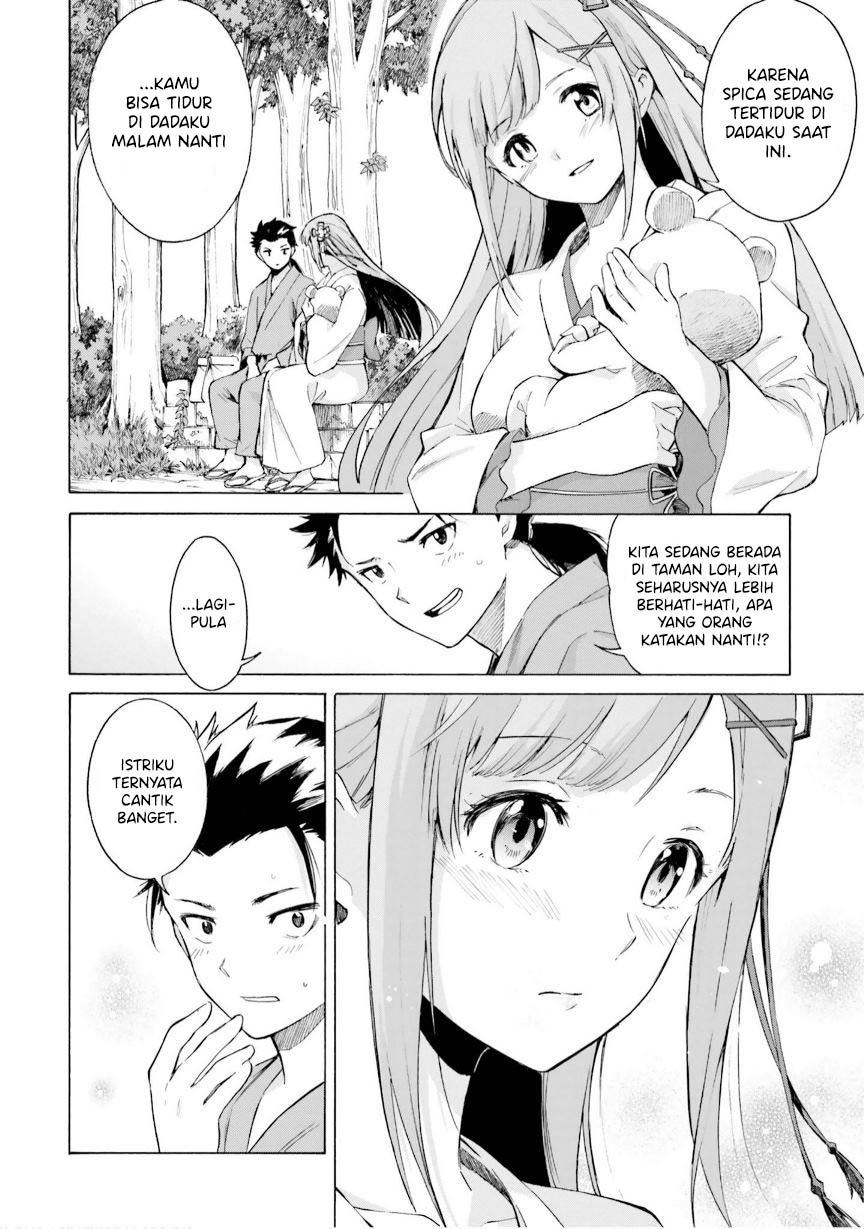 KARENA
SPICA SEDANG
TERTIDUR DI
DADAKU SAAT
INI.
...KAMU
BISA TIDUR
DI DADAKU
MALAM NANTI
KITA SEDANG BERADA
DI TAMAN LOH, KITA
SEHARUSNYA LEBIH
BERHATI-HATI, APA
YANG ORANG
KATAKAN NANTI!?
...LAGI-
PULA
ISTRIKU
TERNYATA
CANTIK
BANGET.